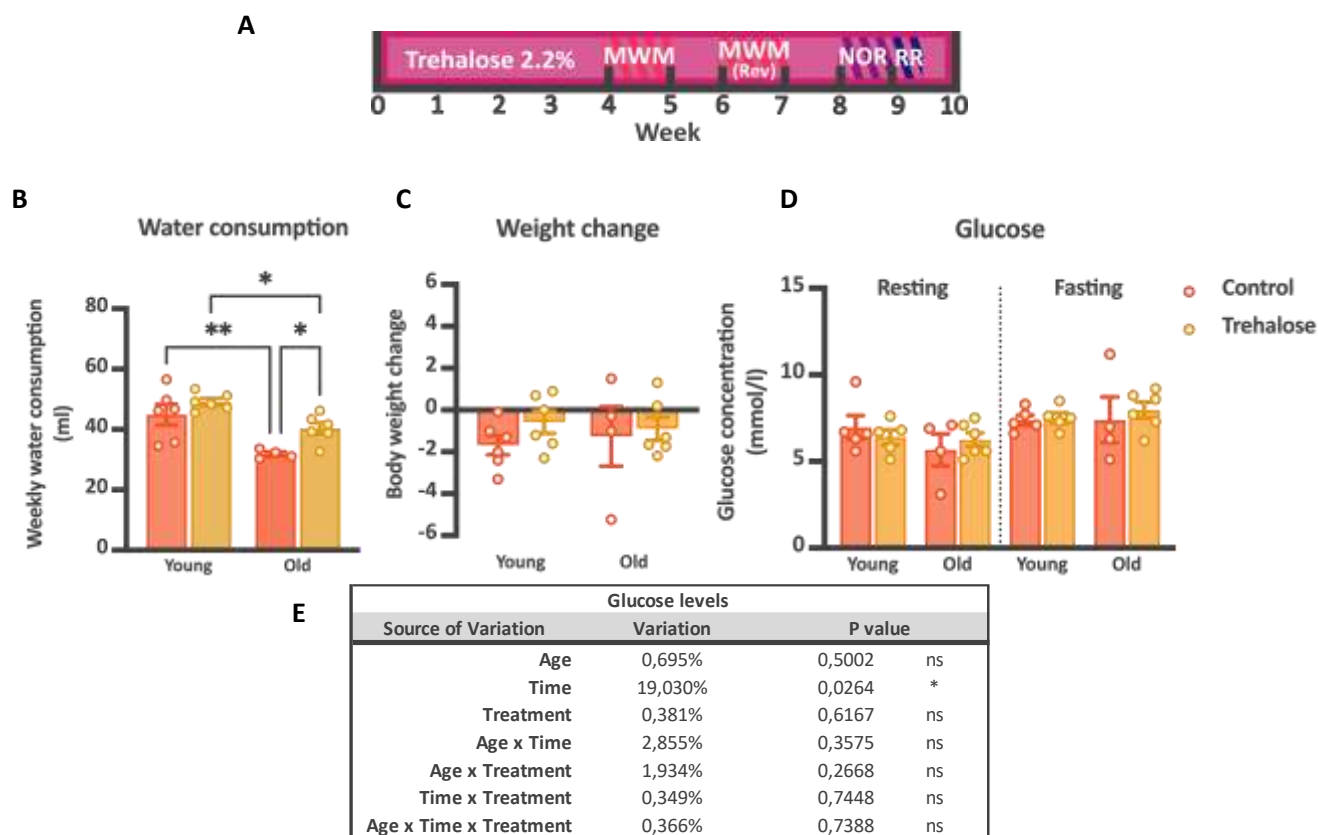 A
Trehalose 2.2% MWM MWM (Rev) NOR RR
0 1 2 3 4 5 6 7 8 9 10
Week
B
Water consumption
Weekly water consumption
(ml)
80
60
40
20
0
* ** *
Young Old
C
Weight change
Body weight change
6
4
2
0
-2
-4
-6
Young Old
D
Glucose
Glucose concentration
(mmol/l)
15
10
5
0
Resting Fasting
Young Old Young Old
Control
Trehalose
E
Glucose levels
Source of Variation Variation P value
Age 0,695% 0,5002 ns
Time 19,030% 0,0264 *
Treatment 0,381% 0,6167 ns
Age x Time 2,855% 0,3575 ns
Age x Treatment 1,934% 0,2668 ns
Time x Treatment 0,349% 0,7448 ns
Age x Time x Treatment 0,366% 0,7388 ns